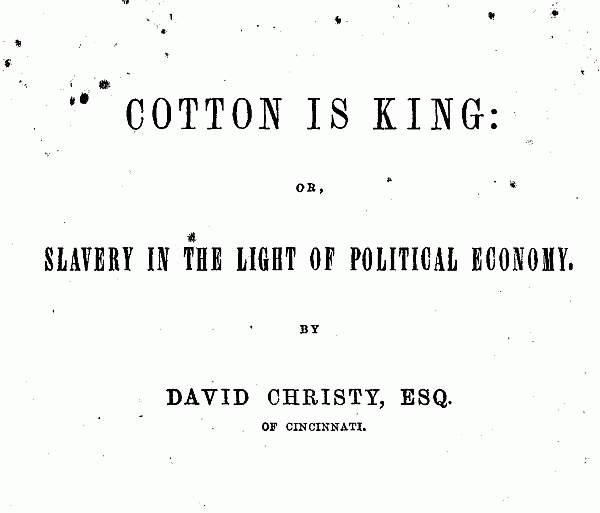 COTTON IS KING:
OR,
SLAVERY IN THE LIGHT OF POLITICAL ECONOMY.
BY
DAVID CHRISTY, ESQ.
OF CINCINNATI.